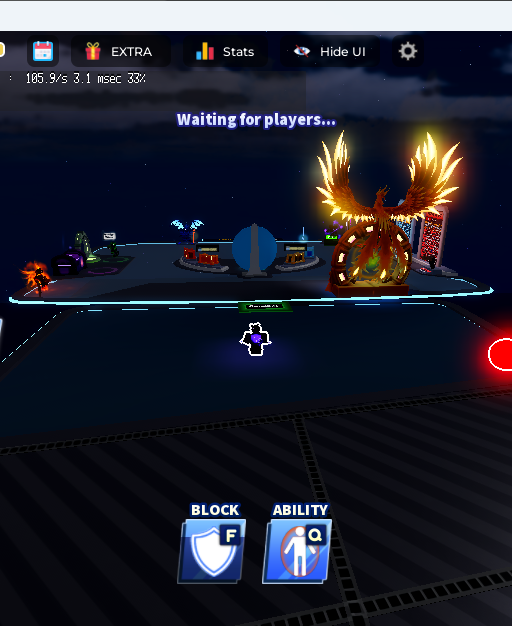 EXTRA
Stats
Hide UI
: 105.9/s 3.1 msec 33%
Waiting for players...
BLOCK
ABILITY
F
Q